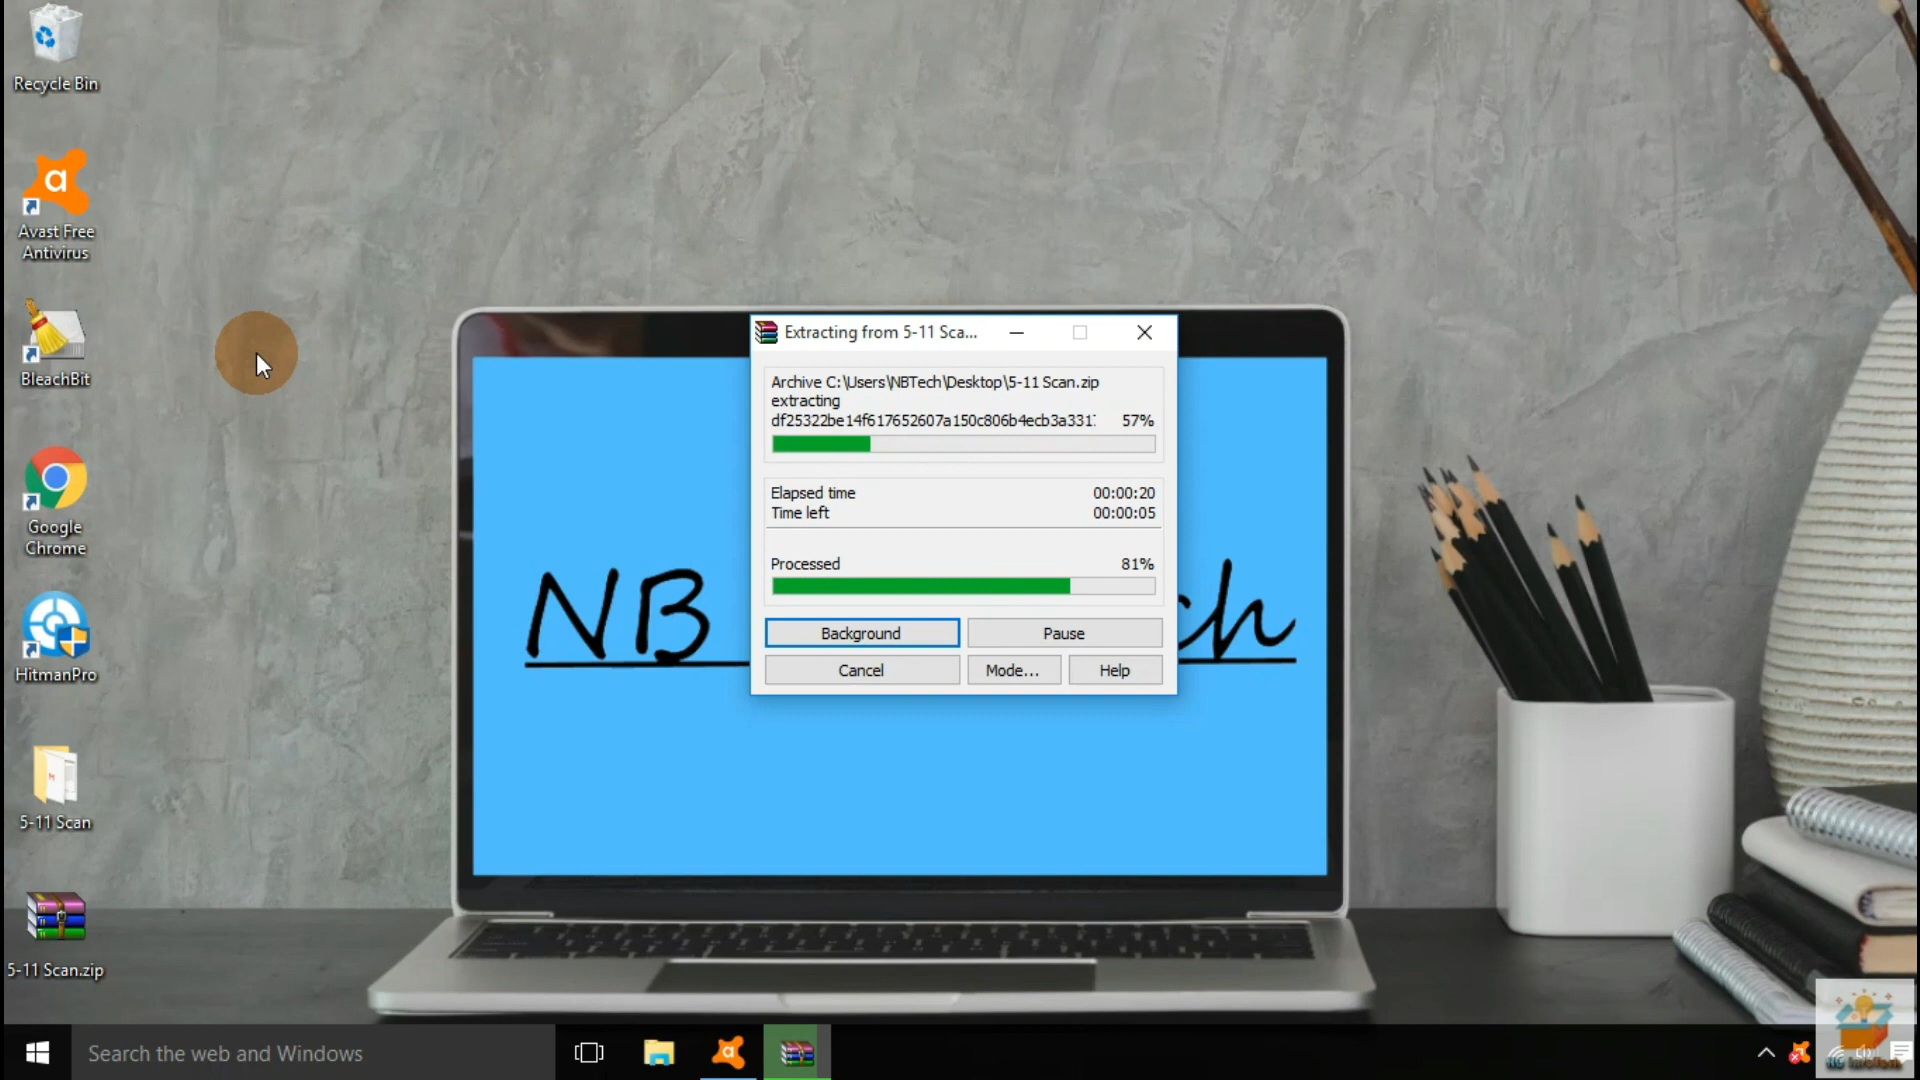 Recycle Bin
Avast Free
Antivirus
BleachBit
Google
Chrome
HitmanPro
5-11 Scan
5-11 Scan.zip
NB
ch
Extracting from 5-11 Sca...
Archive C:\Users\NBTech\Desktop\5-11 Scan.zip
extracting
df25322be14f617652607a150c806b4ecb3a331 57%
Elapsed time 00:00:20
Time left 00:00:05
Processed 81%
Background
Pause
Cancel
Mode...
Help
Search the web and Windows